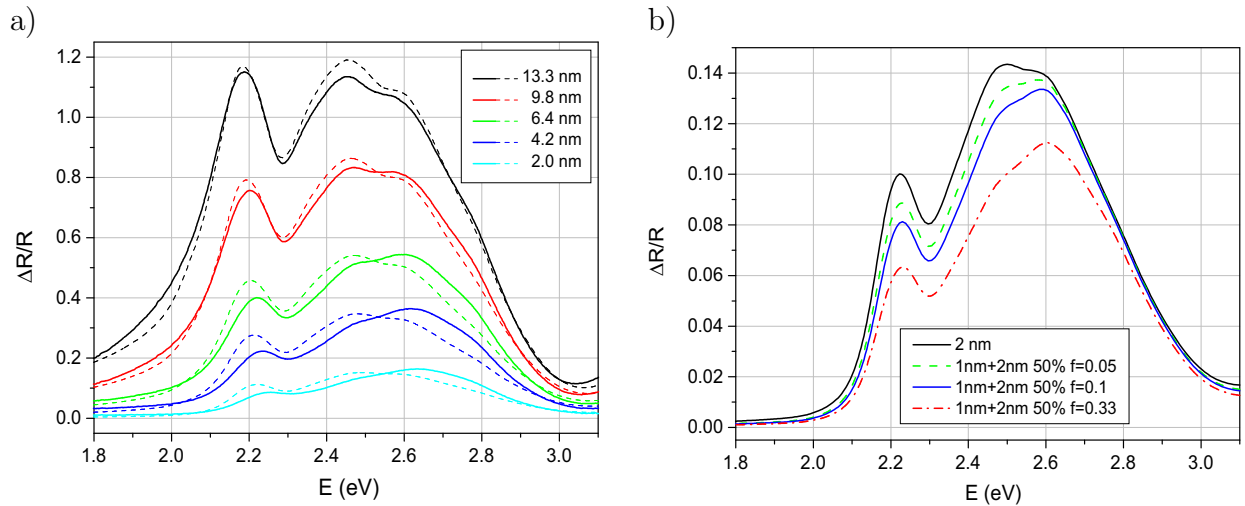 a)
ΔR/R
1.2
1.0
0.8
0.6
0.4
0.2
0.0
13.3 nm
9.8 nm
6.4 nm
4.2 nm
2.0 nm
1.8 2.0 2.2 2.4 2.6 2.8 3.0
E (eV)
b)
ΔR/R
0.14
0.12
0.10
0.08
0.06
0.04
0.02
0.00
2 nm
1nm+2nm 50% f=0.05
1nm+2nm 50% f=0.1
1nm+2nm 50% f=0.33
1.8 2.0 2.2 2.4 2.6 2.8 3.0
E (eV)